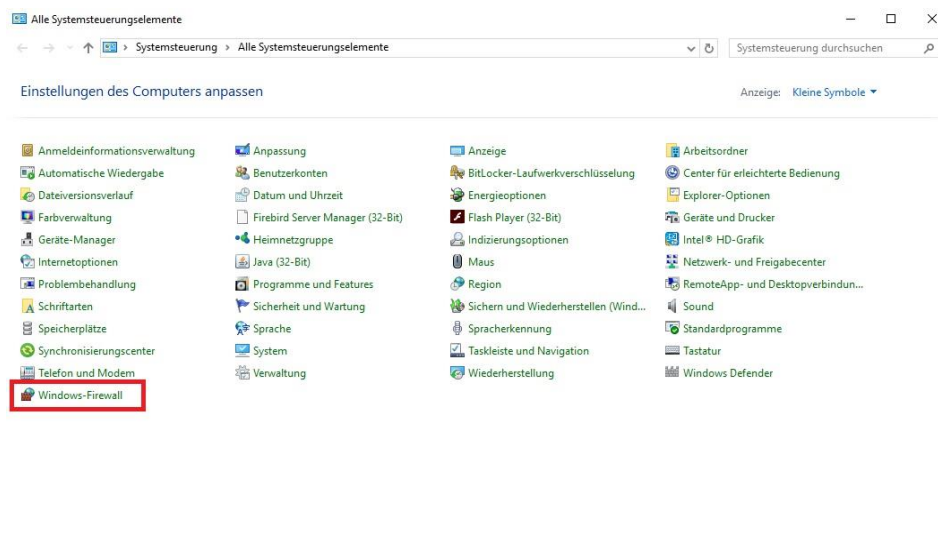 Alle Systemsteuerungselemente
Systemsteuerung > Alle Systemsteuerungselemente
Systemsteuerung durchsuchen
Einstellungen des Computers anpassen
Anzeige: Kleine Symbole
Anmeldeinformationsverwaltung Anpassung Anzeige Arbeitsordner
Automatische Wiedergabe Benutzerkonten BitLocker-Laufwerkverschlüsselung Center für erleichterte Bedienung
Dateiversionsverlauf Datum und Uhrzeit Energieoptionen Explorer-Optionen
Farbverwaltung Firebird Server Manager (32-Bit) Flash Player (32-Bit) Geräte und Drucker
Geräte-Manager Heimnetzgruppe Indizierungsoptionen Intel® HD-Grafik
Internetoptionen Java (32-Bit) Maus Netzwerk- und Freigabecenter
Problembehandlung Programme und Features Region RemoteApp- und Desktopverbindun...
Schriftarten Sicherheit und Wartung Sichern und Wiederherstellen (Wind... Sound
Speicherplätze Sprache Spracherkennung Standardprogramme
Synchronisierungscenter System Taskleiste und Navigation Tastatur
Telefon und Modem Verwaltung Wiederherstellung Windows Defender
Windows-Firewall